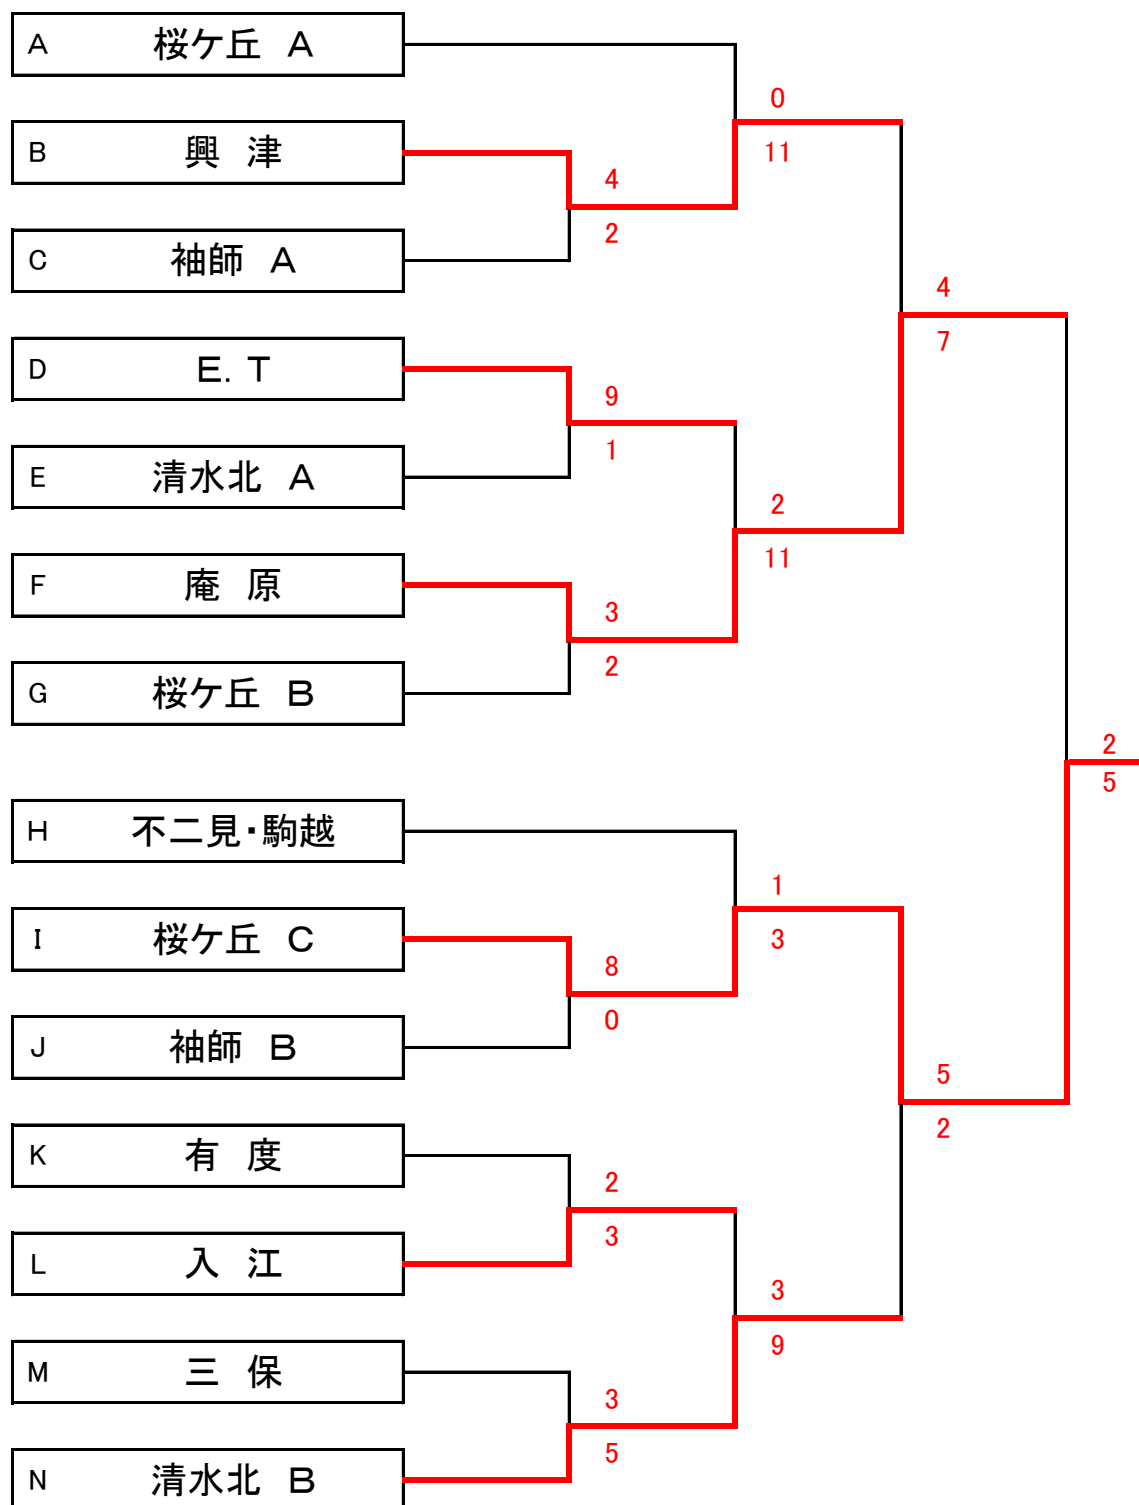 A 桜ケ丘 A
0
B 興 津
11
4
2
C 袖師 A
4
7
D E.T
9
1
E 清水北 A
2
11
F 庵 原
3
2
G 桜ケ丘 B
2
5
H 不二見・駒越
1
3
I 桜ケ丘 C
8
0
J 袖師 B
5
2
K 有 度
2
3
L 入 江
3
9
M 三 保
3
5
N 清水北 B